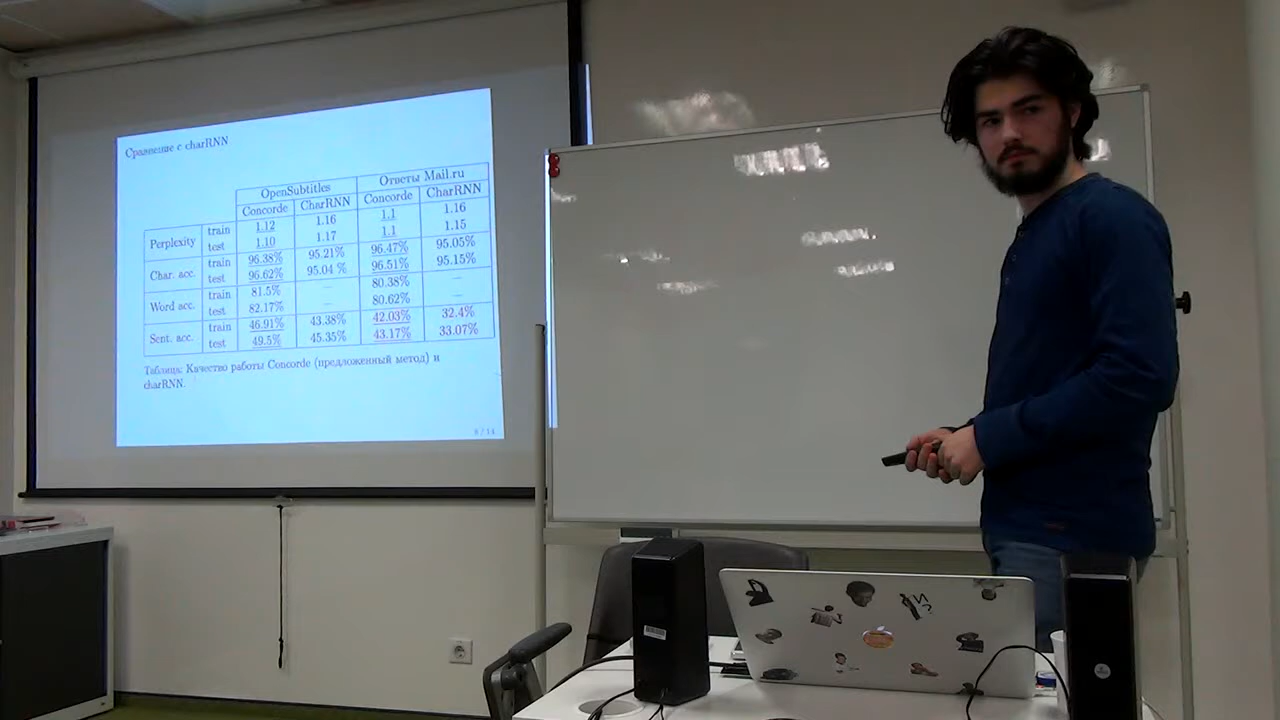 Сравнение с charRNN
OpenSubtitles Ответы Mail.ru
Concorde CharRNN Concorde CharRNN
Perplexity train 1.12 1.16 1.1 1.16
test 1.10 1.17 1.1 1.15
Char. acc. train 96.38% 95.21% 96.47% 95.05%
test 96.62% 95.04 % 96.51% 95.15%
Word acc. train 81.5% — 80.38% —
test 82.17% — 80.62% —
Sent. acc. train 46.91% 43.38% 42.03% 32.4%
test 49.5% 45.35% 43.17% 33.07%
Таблица: Качество работы Concorde (предложенный метод) и
charRNN.
И?